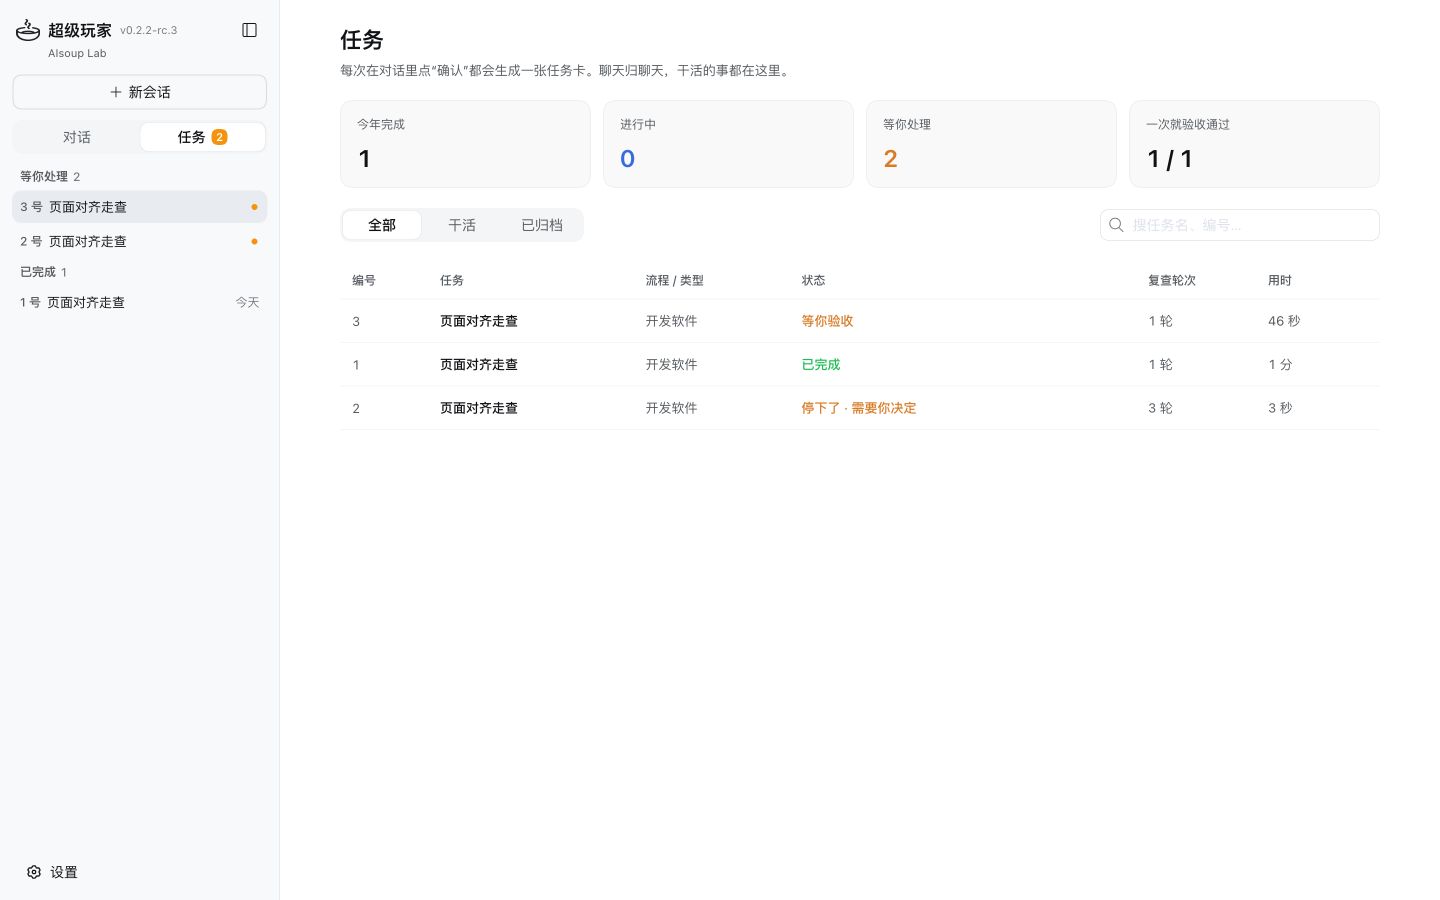 超级玩家 v0.2.2-rc.3
AIsoup Lab
新会话
对话 任务 2
等你处理 2
3 号 页面对齐走查
2 号 页面对齐走查
已完成 1
1 号 页面对齐走查 今天
设置
任务
每次在对话里点“确认”都会生成一张任务卡。聊天归聊天，干活的事都在这里。
今年完成 进行中 等你处理 一次就验收通过
1 0 2 1 / 1
全部 干活 已归档 搜任务名、编号...
编号 任务 流程 / 类型 状态 复查轮次 用时
3 页面对齐走查 开发软件 等你验收 1 轮 46 秒
1 页面对齐走查 开发软件 已完成 1 轮 1 分
2 页面对齐走查 开发软件 停下了 · 需要你决定 3 轮 3 秒